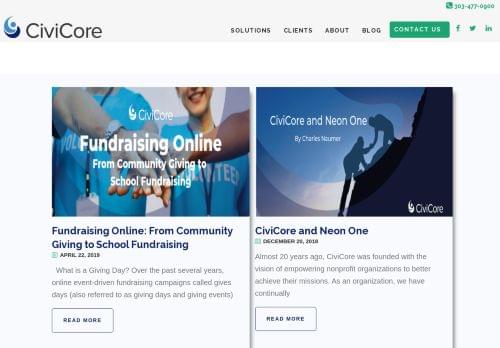 303-477-0900
CiviCore
SOLUTIONS CLIENTS ABOUT BLOG CONTACT US
CiviCore
Fundraising Online:
From Community Giving to
School Fundraising
CiviCore and Neon One
By Charles Naumer
CiviCore
Fundraising Online: From Community
Giving to School Fundraising
APRIL 22, 2019
What is a Giving Day? Over the past several years,
online event-driven fundraising campaigns called gives
days (also referred to as giving days and giving events)
READ MORE
CiviCore and Neon One
DECEMBER 20, 2018
Almost 20 years ago, CiviCore was founded with the
vision of empowering nonprofit organizations to better
achieve their missions. As an organization, we have
continually
READ MORE